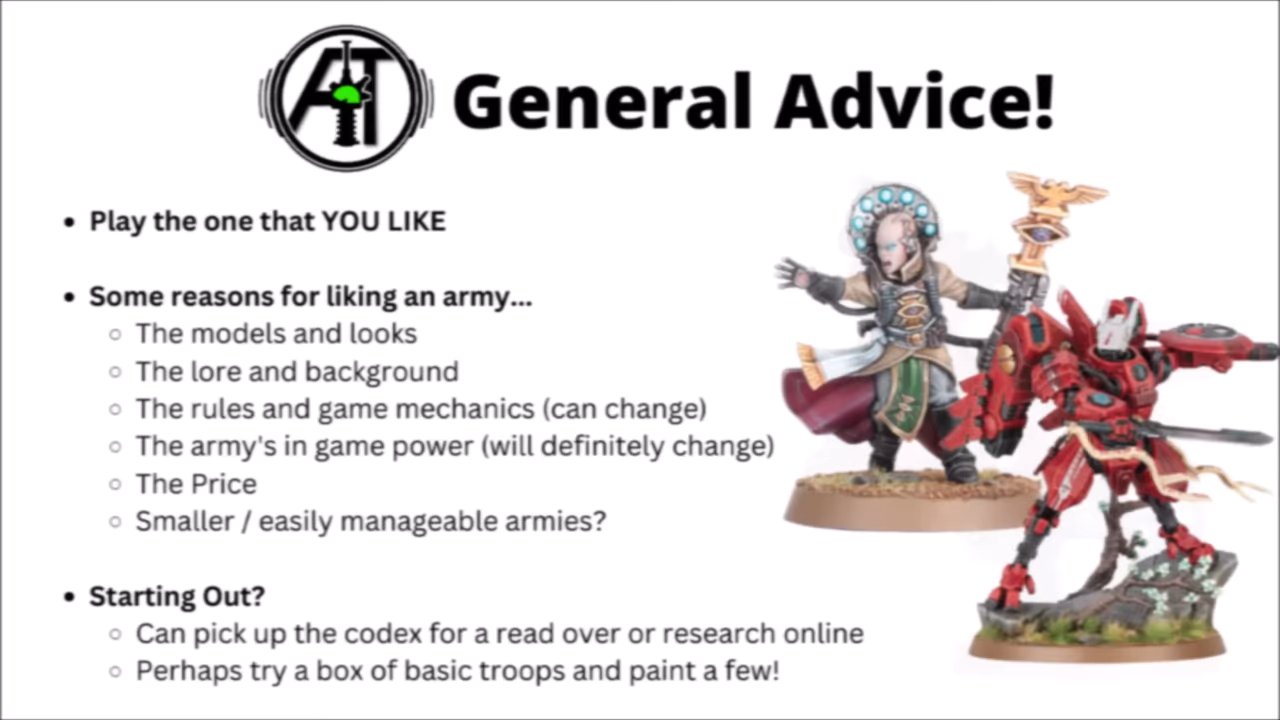 AT
General Advice!
• Play the one that YOU LIKE
• Some reasons for liking an army...
○ The models and looks
○ The lore and background
○ The rules and game mechanics (can change)
○ The army's in game power (will definitely change)
○ The Price
○ Smaller / easily manageable armies?
• Starting Out?
○ Can pick up the codex for a read over or research online
○ Perhaps try a box of basic troops and paint a few!